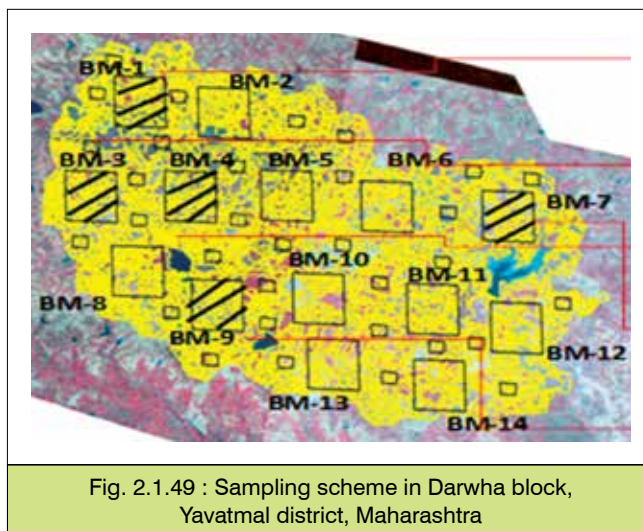 BM-1
BM-2
BM-3
BM-4
BM-5
BM-6
BM-7
BM-8
BM-9
BM-10
BM-11
BM-12
BM-13
BM-14
Fig. 2.1.49 : Sampling scheme in Darwha block,
Yavatmal district, Maharashtra